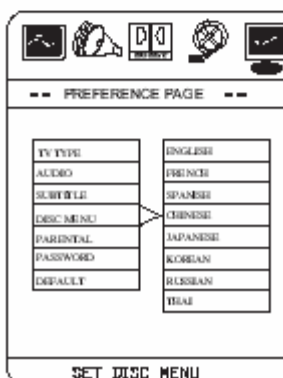 -- PREFERENCE PAGE --
TV TYPE
AUDIO
SUBTITLE
DISC MENU
PARENTAL
PASSWORD
DEFAULT
ENGLISH
FRENCH
SPANISH
CHINESE
JAPANESE
KOREAN
RUSSIAN
THAI
SET DISC MENU